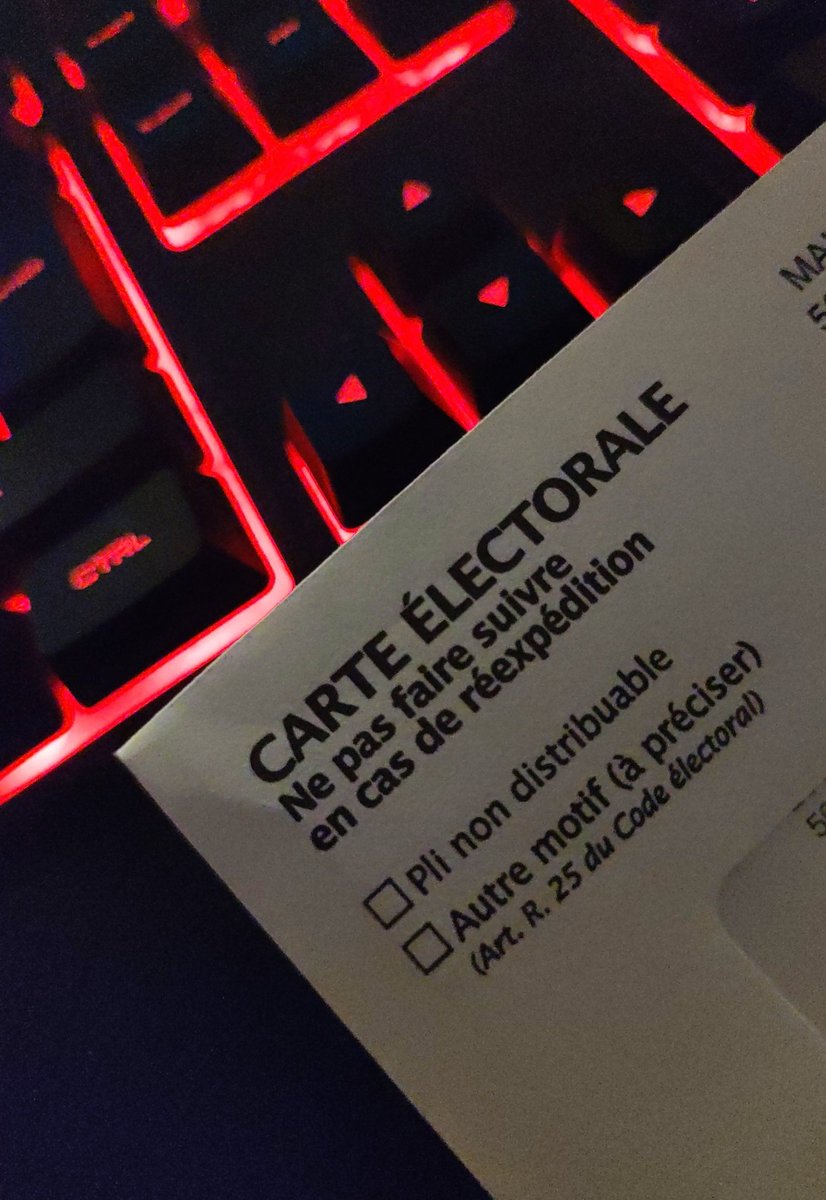 CTRL
CARTE ÉLECTORALE
Ne pas faire suivre
en cas de réexpédition
Pli non distribuable
Autre motif (à préciser)
(Art. R. 25 du Code électoral)